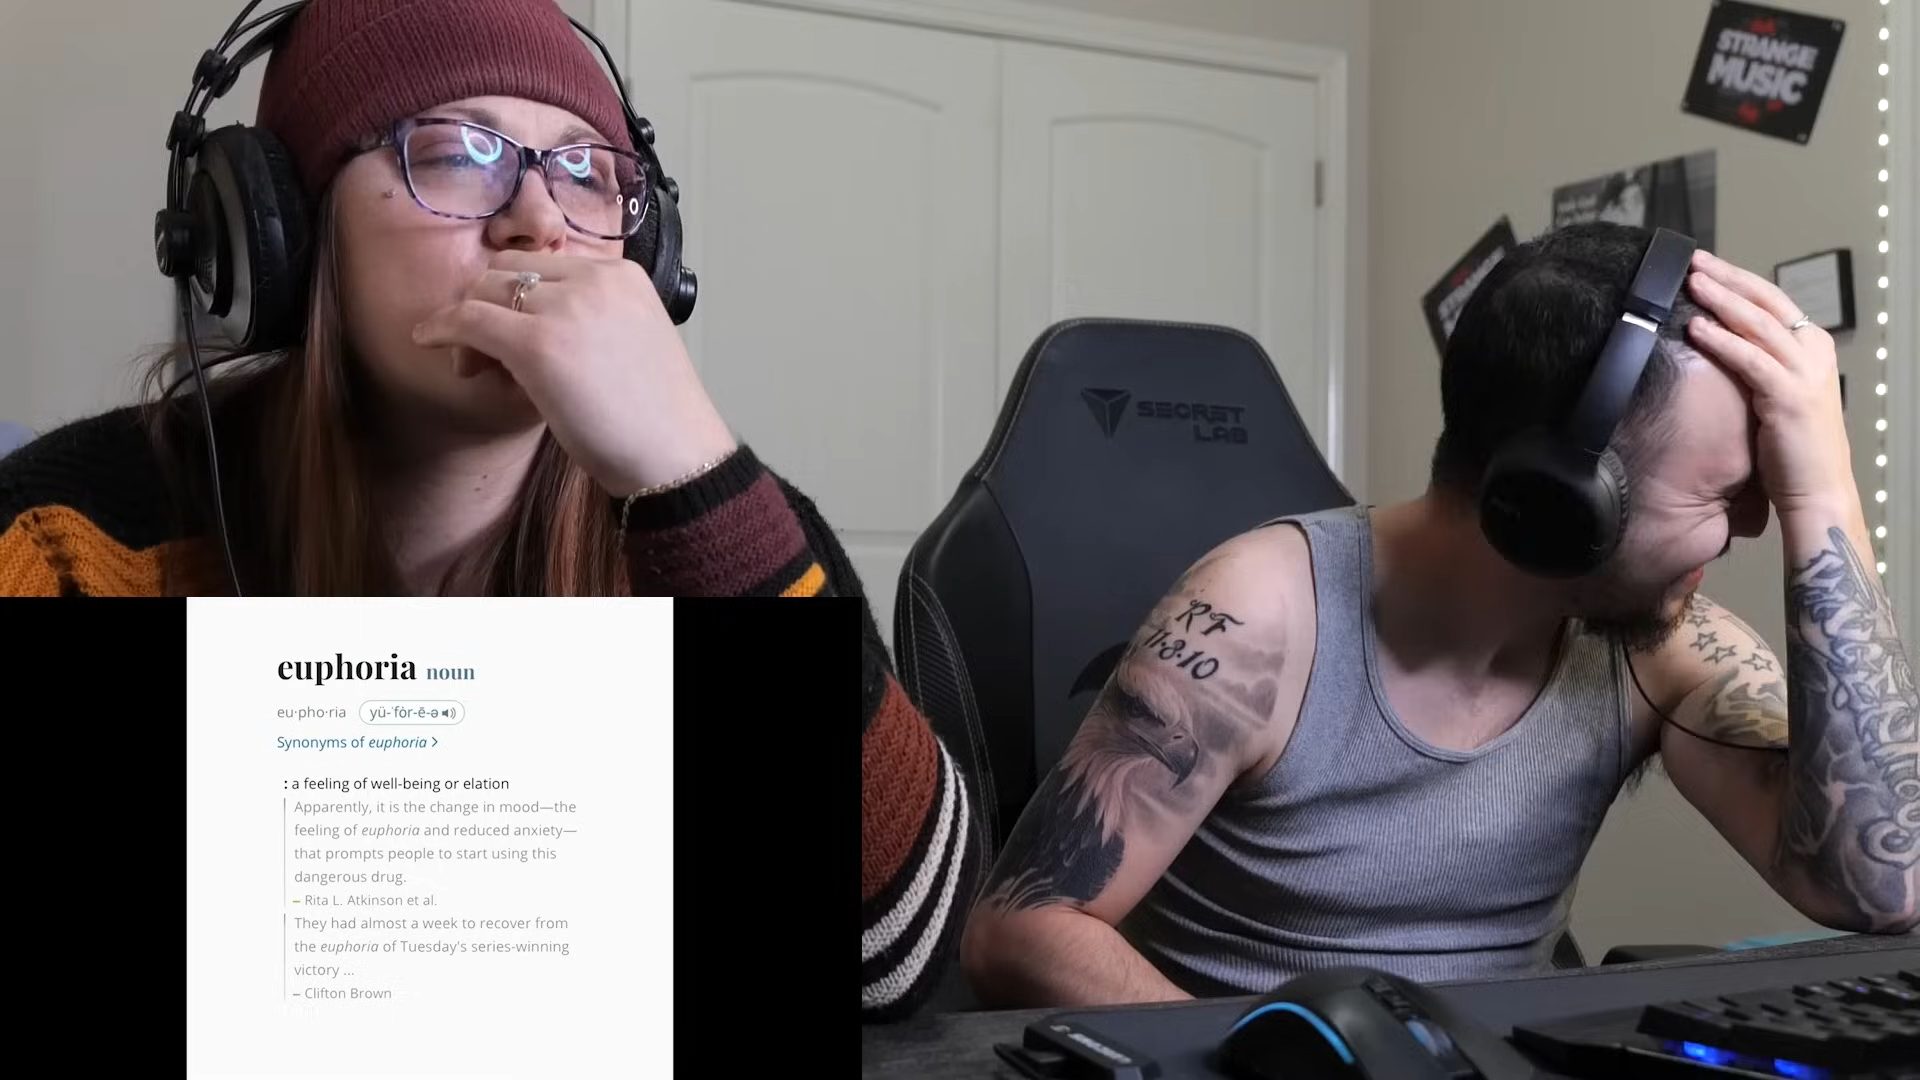 STRANGE
MUSIC
SECRET
LAB
RF
11·8·10
euphoria noun
eu·pho·ria yü-ˈfȯr-ē-ə
Synonyms of euphoria
: a feeling of well-being or elation
Apparently, it is the change in mood—the
feeling of euphoria and reduced anxiety—
that prompts people to start using this
dangerous drug.
– Rita L. Atkinson et al.
They had almost a week to recover from
the euphoria of Tuesday's series-winning
victory ...
– Clifton Brown